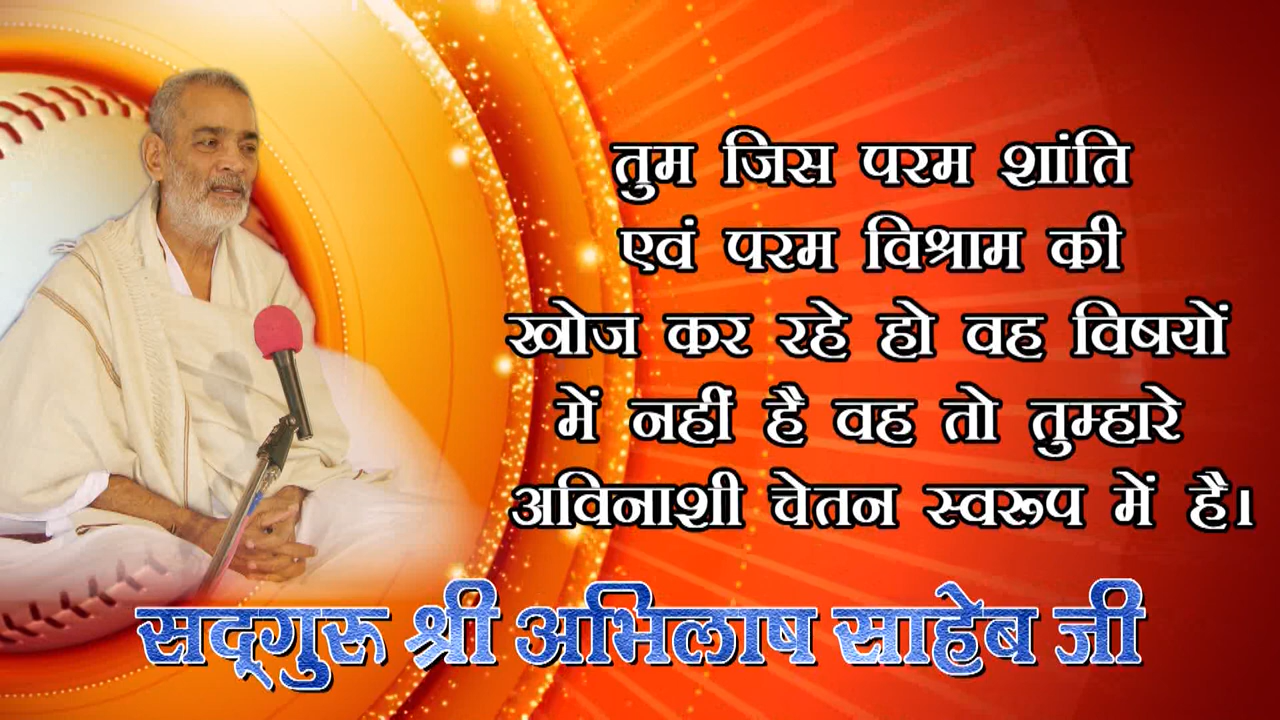 तुम जिस परम शांति
एवं परम विश्राम की
खोज कर रहे हो वह विषयों
में नहीं है वह तो तुम्हारे
अविनाशी चेतन स्वरूप में है।
सद्‌गुरू श्री अभिलाष साहेब जी